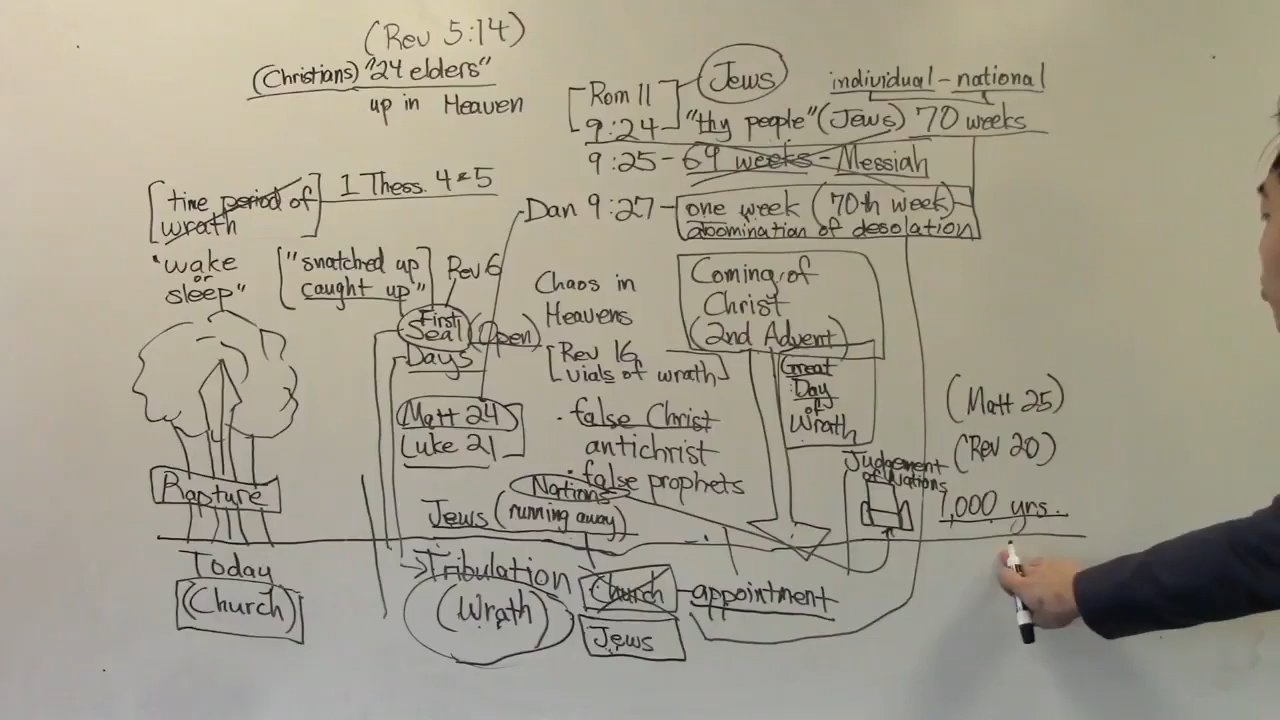 (Rev 5:14)
(Christians) "24 elders"
up in Heaven
Jews
individual - national
Rom 11
9:24 "thy people" (Jews) 70 weeks
9:25 - 69 weeks - Messiah
Dan 9:27 - one week (70th week)
abomination of desolation
time period of
wrath
1 Thess. 4 & 5
"wake
or
sleep"
"snatched up
caught up"
Rev 6
First
Seal (Open)
Days
Matt 24
Luke 21
Chaos in
Heavens
Rev 16
vials of wrath
· false Christ
antichrist
· false prophets
Nations
Jews (running away)
Coming of
Christ
(2nd Advent)
Great
Day
of
Wrath
Judgement
of Nations
(Matt 25)
(Rev 20)
1,000 yrs.
Rapture
Today
(Church)
Tribulation
(Wrath)
Church - appointment
Jews